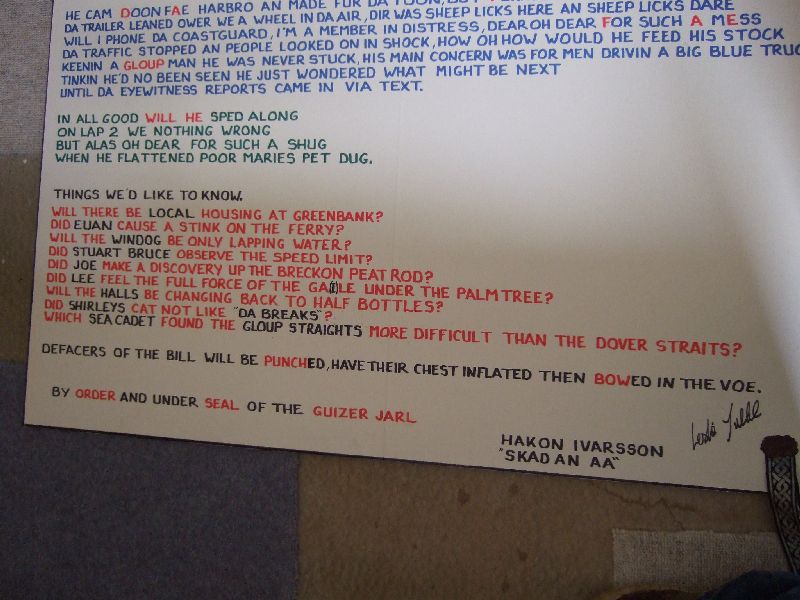 HE CAM DOON FAE HARBRO AN MADE FOR DA TOON,
DA TRAILER LEANED OWER WE A WHEEL IN DA AIR, DIR WAS SHEEP LICKS HERE AN SHEEP LICKS DARE
WILL I PHONE DA COASTGUARD, I'M A MEMBER IN DISTRESS, DEAR OH DEAR FOR SUCH A MESS
DA TRAFFIC STOPPED AN PEOPLE LOOKED ON IN SHOCK, HOW OH HOW WOULD HE FEED HIS STOCK
KEENIN A GLOUP MAN HE WAS NEVER STUCK, HIS MAIN CONCERN WAS FOR MEN DRIVIN A BIG BLUE TRUC
TINKIN HE'D NO BEEN SEEN HE JUST WONDERED WHAT MIGHT BE NEXT
UNTIL DA EYEWITNESS REPORTS CAME IN VIA TEXT.
IN ALL GOOD WILL HE SPED ALONG
ON LAP 2 WE NOTHING WRONG
BUT ALAS OH DEAR FOR SUCH A SHUG
WHEN HE FLATTENED POOR MARIES PET DUG.
THINGS WE'D LIKE TO KNOW.
WILL THERE BE LOCAL HOUSING AT GREENBANK?
DID EUAN CAUSE A STINK ON THE FERRY?
WILL THE WINDOG BE ONLY LAPPING WATER?
DID STUART BRUCE OBSERVE THE SPEED LIMIT?
DID JOE MAKE A DISCOVERY UP THE BRECKON PEAT ROD?
DID LEE FEEL THE FULL FORCE OF THE GABLE UNDER THE PALM TREE?
WILL THE HALLS BE CHANGING BACK TO HALF BOTTLES?
DID SHIRLEYS CAT NOT LIKE "DA BREAKS"?
WHICH SEA CADET FOUND THE GLOUP STRAIGHTS MORE DIFFICULT THAN THE DOVER STRAITS?
DEFACERS OF THE BILL WILL BE PUNCHED, HAVE THEIR CHEST INFLATED THEN BOWED IN THE VOE.
BY ORDER AND UNDER SEAL OF THE GUIZER JARL
HAKON IVARSSON
"SKAD AN AA"